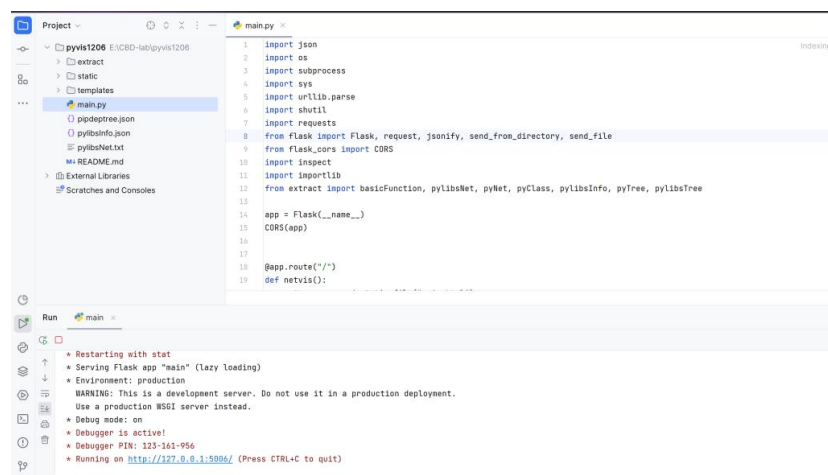 Project
main.py
pyvis1206 E:\CBD-lab\pyvis1206
extract
static
templates
main.py
pipdeptree.json
pylibsInfo.json
pylibsNet.txt
README.md
External Libraries
Scratches and Consoles
1 import json
2 import os
3 import subprocess
4 import sys
5 import urllib.parse
6 import shutil
7 import requests
8 from flask import Flask, request, jsonify, send_from_directory, send_file
9 from flask_cors import CORS
10 import inspect
11 import importlib
12 from extract import basicFunction, pylibsNet, pyNet, pyClass, pylibsInfo, pyTree, pylibsTree
13
14 app = Flask(__name__)
15 CORS(app)
16
17
18 @app.route("/")
19 def netvis():
Indexing
Run main
* Restarting with stat
* Serving Flask app "main" (lazy loading)
* Environment: production
WARNING: This is a development server. Do not use it in a production deployment.
Use a production WSGI server instead.
* Debug mode: on
* Debugger is active!
* Debugger PIN: 123-161-956
* Running on http://127.0.0.1:5006/ (Press CTRL+C to quit)